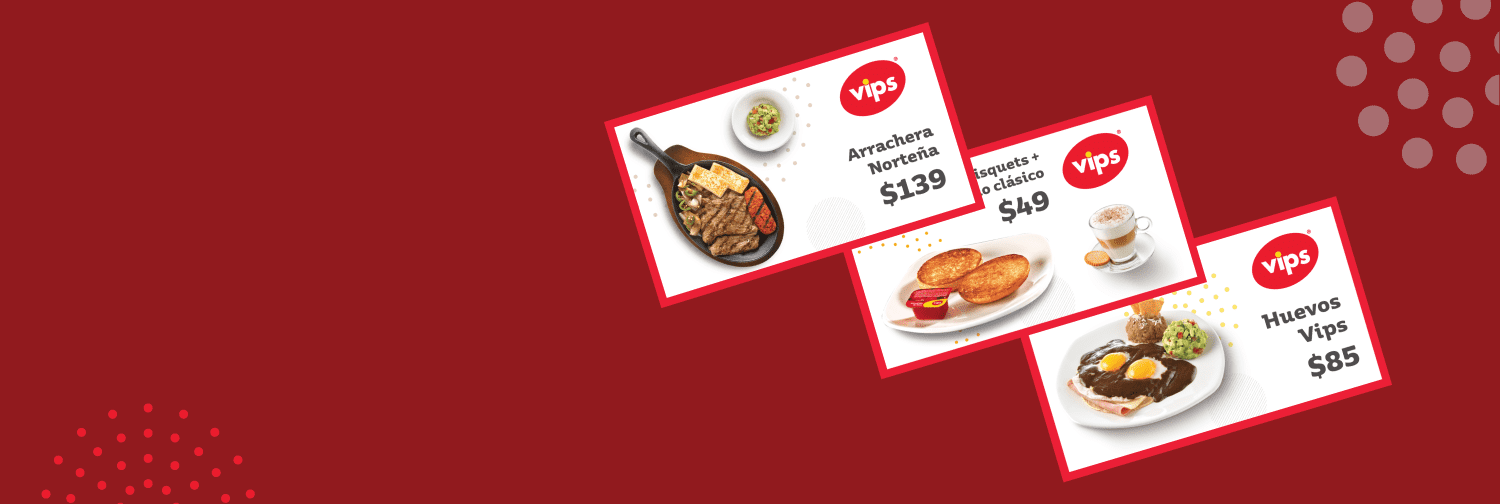 vips
Arrachera
Norteña
$139
vips
isquets +
o clásico
$49
vips
Huevos
Vips
$85